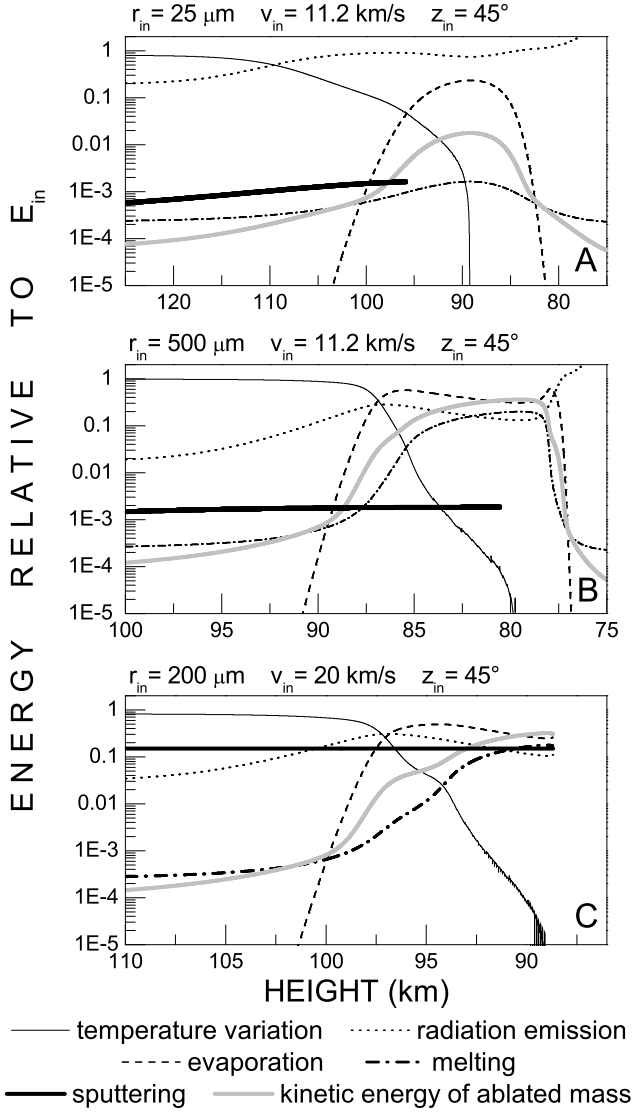 r_in = 25 μm v_in = 11.2 km/s z_in = 45°
1
0.1
0.01
1E-3
1E-4
1E-5
A
120 110 100 90 80
r_in = 500 μm v_in = 11.2 km/s z_in = 45°
1
0.1
0.01
1E-3
1E-4
1E-5
B
100 95 90 85 80 75
r_in = 200 μm v_in = 20 km/s z_in = 45°
1
0.1
0.01
1E-3
1E-4
1E-5
C
110 105 100 95 90
ENERGY RELATIVE TO E_in
HEIGHT (km)
temperature variation radiation emission
evaporation melting
sputtering kinetic energy of ablated mass